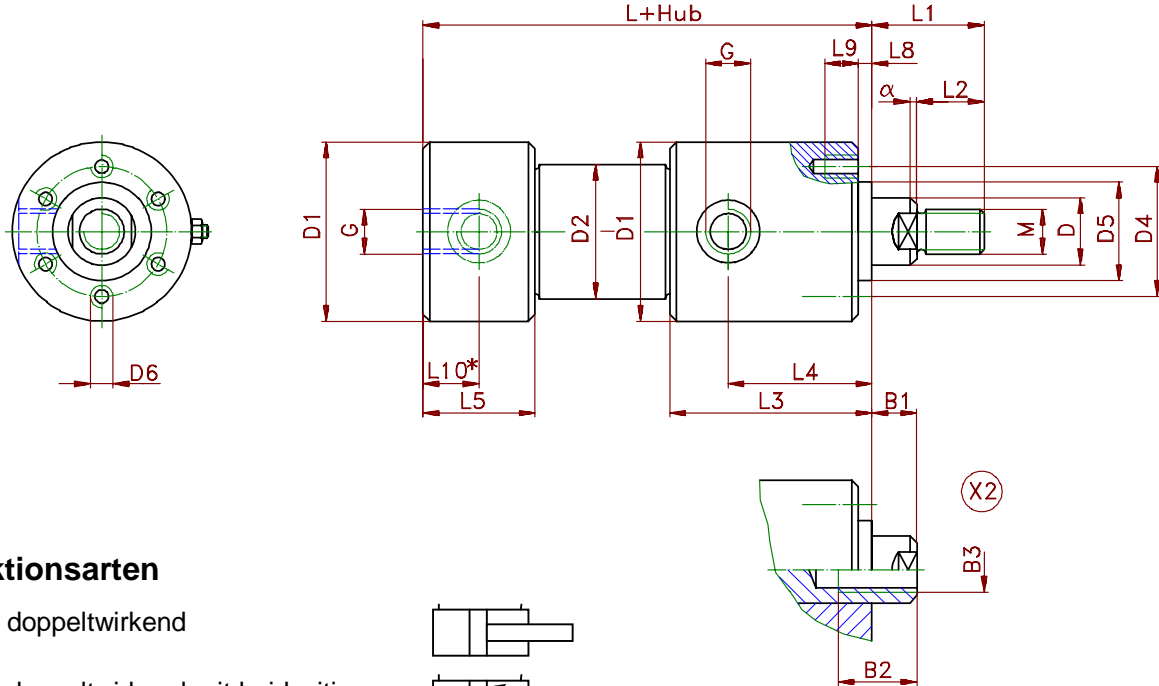 L+Hub
L1
G
L9
L8
α
L2
D1
G
D2
D1
M
D
D5
D4
D6
L10*
L4
L5
L3
B1
X2
B3
B2
ktionsarten
doppeltwirkend